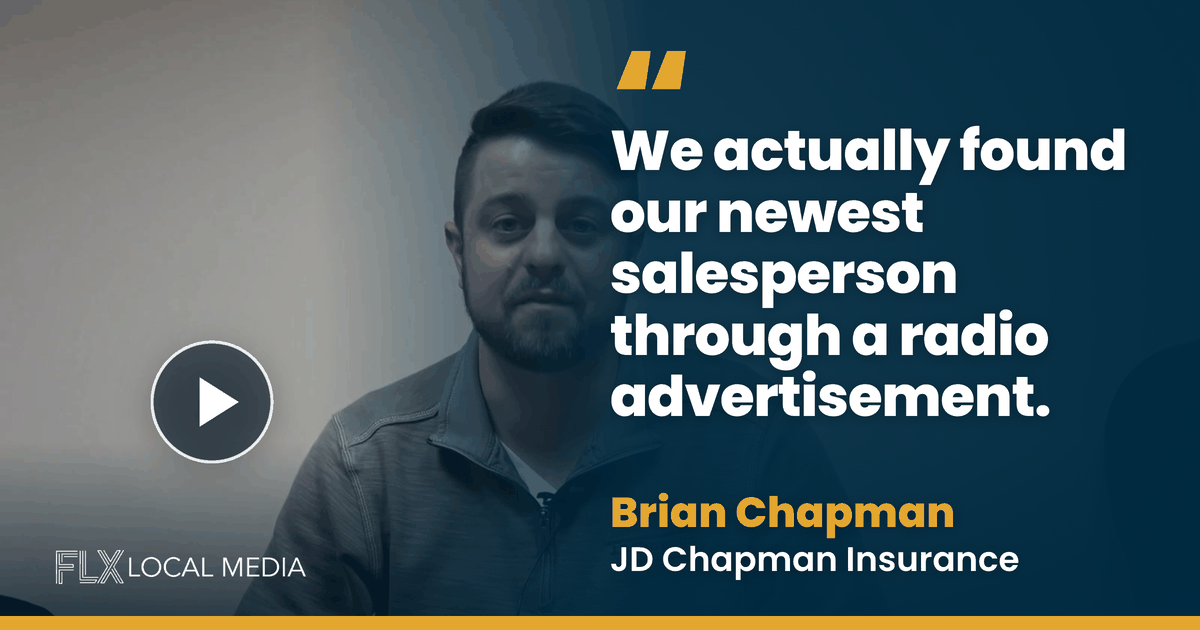 “
We actually found
our newest
salesperson
through a radio
advertisement.
Brian Chapman
JD Chapman Insurance
FLX LOCAL MEDIA